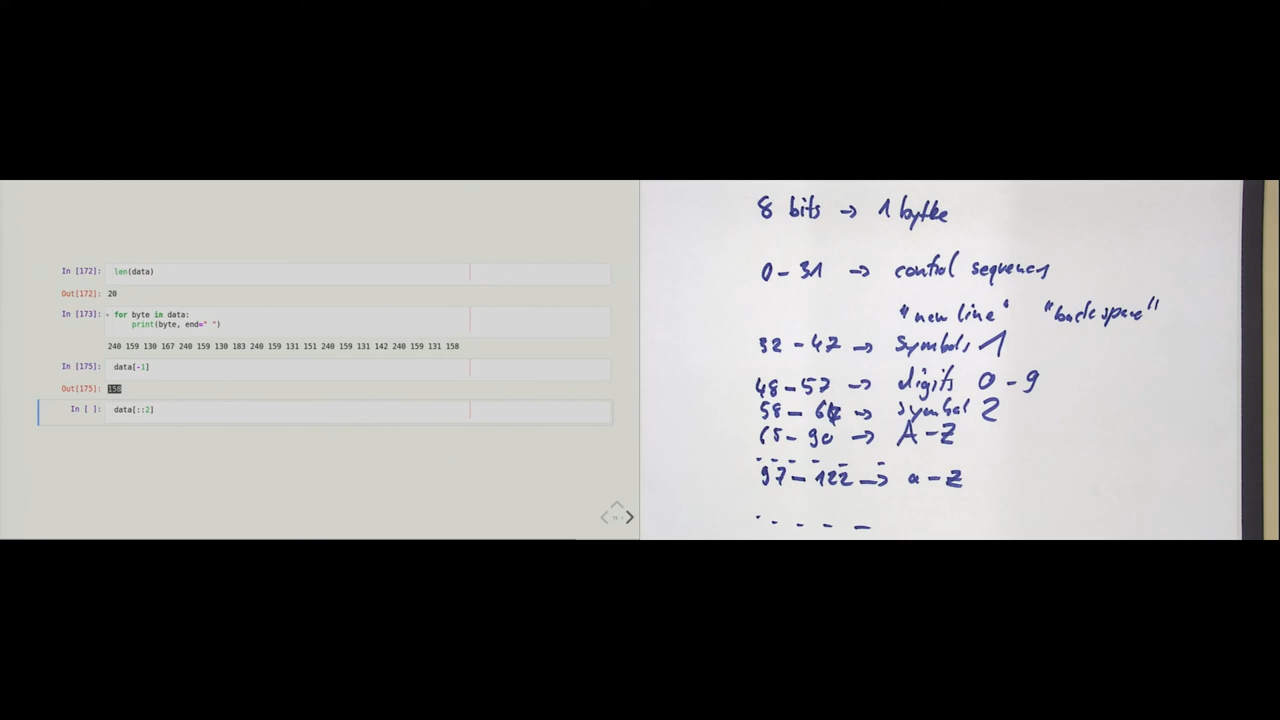 In [172]: len(data)
Out[172]: 20
In [173]: for byte in data:
print(byte, end=" ")
240 159 130 167 240 159 130 183 240 159 131 151 240 159 131 142 240 159 131 158
In [175]: data[-1]
Out[175]: 158
In [ ]: data[::2]
8 bits → 1 bytke
0 - 31 → control sequences
"new line" "back space"
32 - 47 → symbols 1
48 - 57 → digits 0 - 9
58 - 64 → symbol 2
65 - 90 → A - Z
97 - 122 → a - z